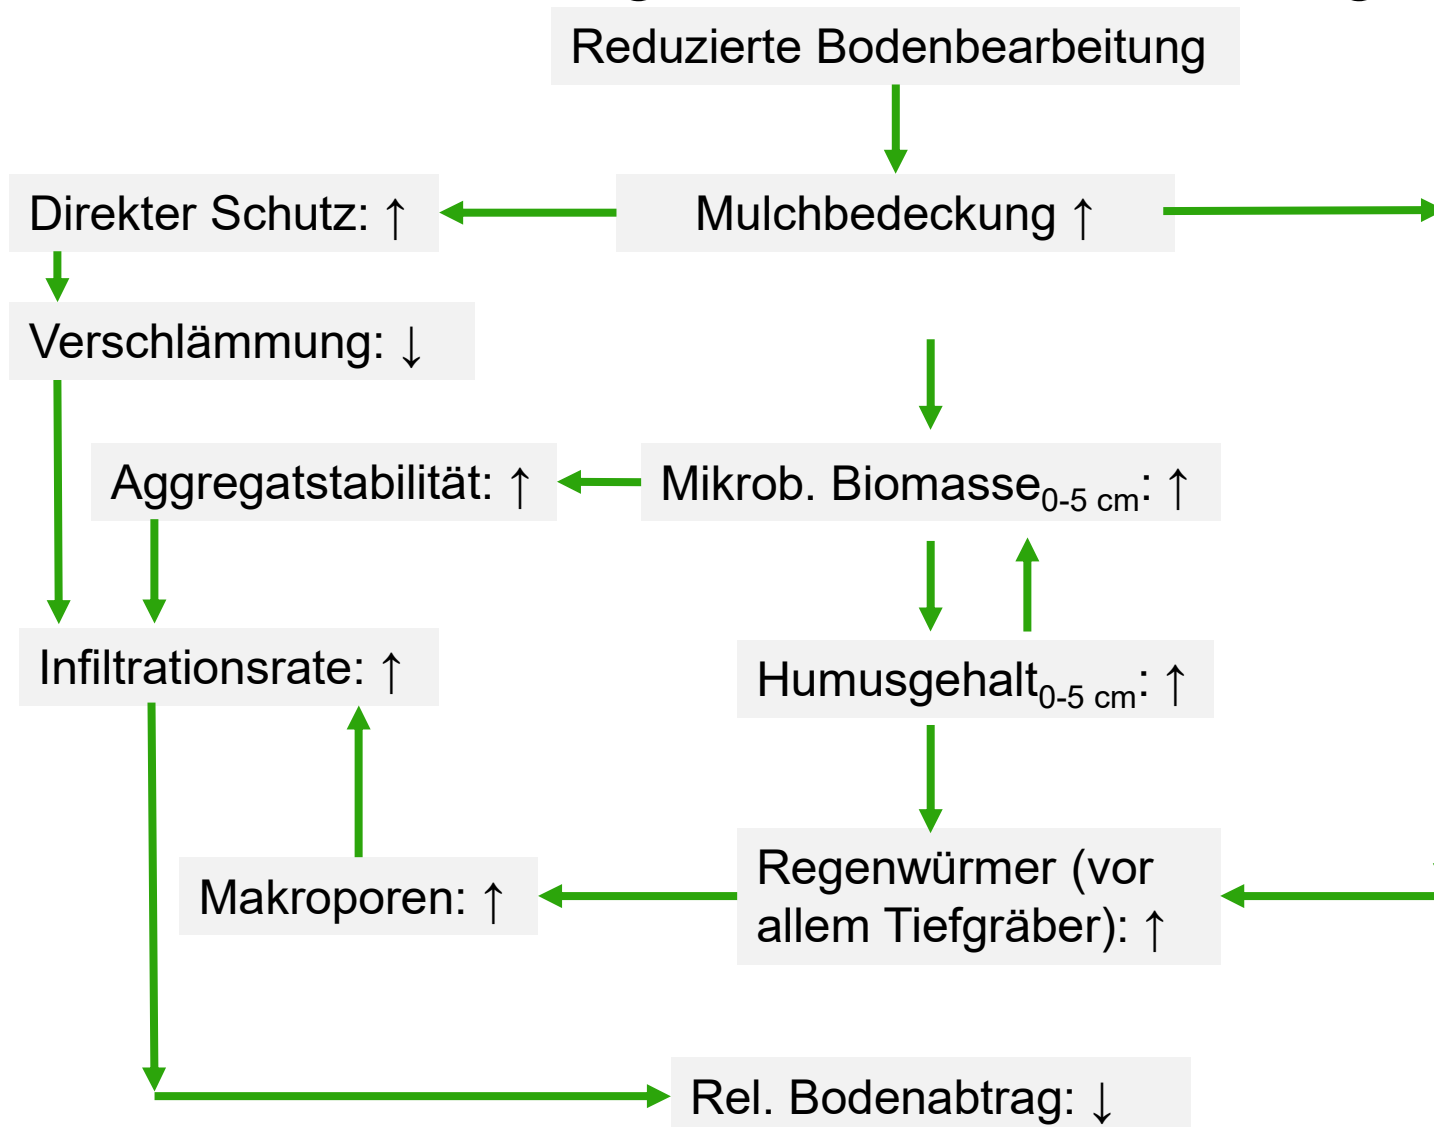 Reduzierte Bodenbearbeitung
Direkter Schutz: ↑
Mulchbedeckung ↑
Verschlämmung: ↓
Aggregatstabilität: ↑
Mikrob. Biomasse0-5 cm: ↑
Infiltrationsrate: ↑
Humusgehalt0-5 cm: ↑
Makroporen: ↑
Regenwürmer (vor
allem Tiefgräber): ↑
Rel. Bodenabtrag: ↓